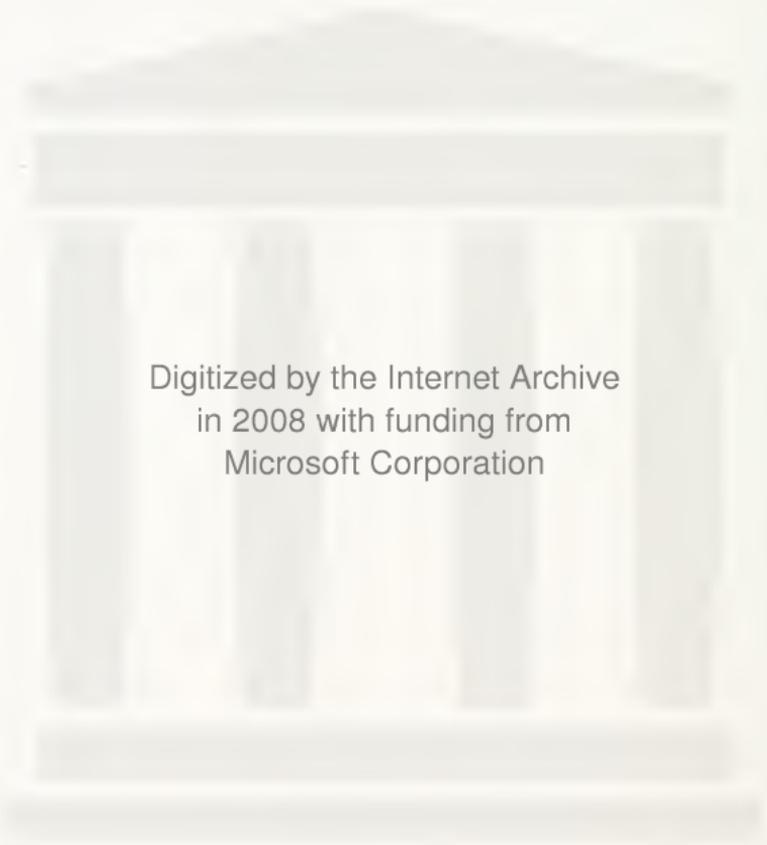 Digitized by the Internet Archive
in 2008 with funding from
Microsoft Corporation